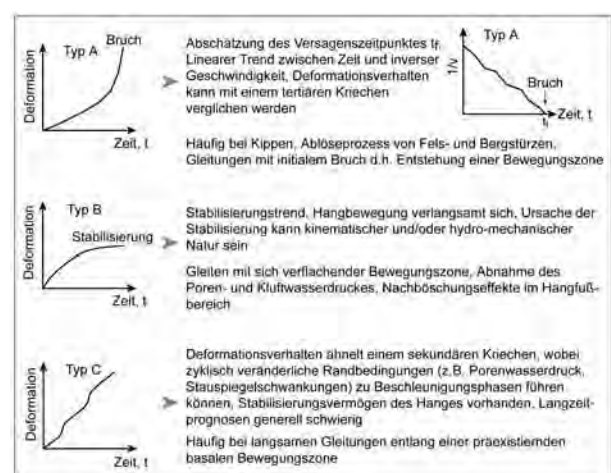 Deformation
Typ A
Bruch
Zeit, t
Abschätzung des Versagenszeitpunktes tf,
Linearer Trend zwischen Zeit und inverser
Geschwindigkeit, Deformationsverhalten
kann mit einem tertiären Kriechen
verglichen werden
Typ A
1/v
Bruch
tf
Zeit, t
Häufig bei Kippen, Ablöseprozess von Fels- und Bergstürzen,
Gleitungen mit initialem Bruch d.h. Entstehung einer Bewegungszone
Deformation
Typ B
Stabilisierung
Zeit, t
Stabilisierungstrend, Hangbewegung verlangsamt sich, Ursache der
Stabilisierung kann kinematischer und/oder hydro-mechanischer
Natur sein
Gleiten mit sich verflachender Bewegungszone, Abnahme des
Poren- und Kluftwasserdruckes, Nachböschungseffekte im Hangfuß-
bereich
Deformation
Typ C
Zeit, t
Deformationsverhalten ähnelt einem sekundären Kriechen, wobei
zyklisch veränderliche Randbedingungen (z.B. Porenwasserdruck,
Stauspiegelschwankungen) zu Beschleunigungsphasen führen
können, Stabilisierungsvermögen des Hanges vorhanden, Langzeit-
prognosen generell schwierig
Häufig bei langsamen Gleitungen entlang einer präexistiernden
basalen Bewegungszone